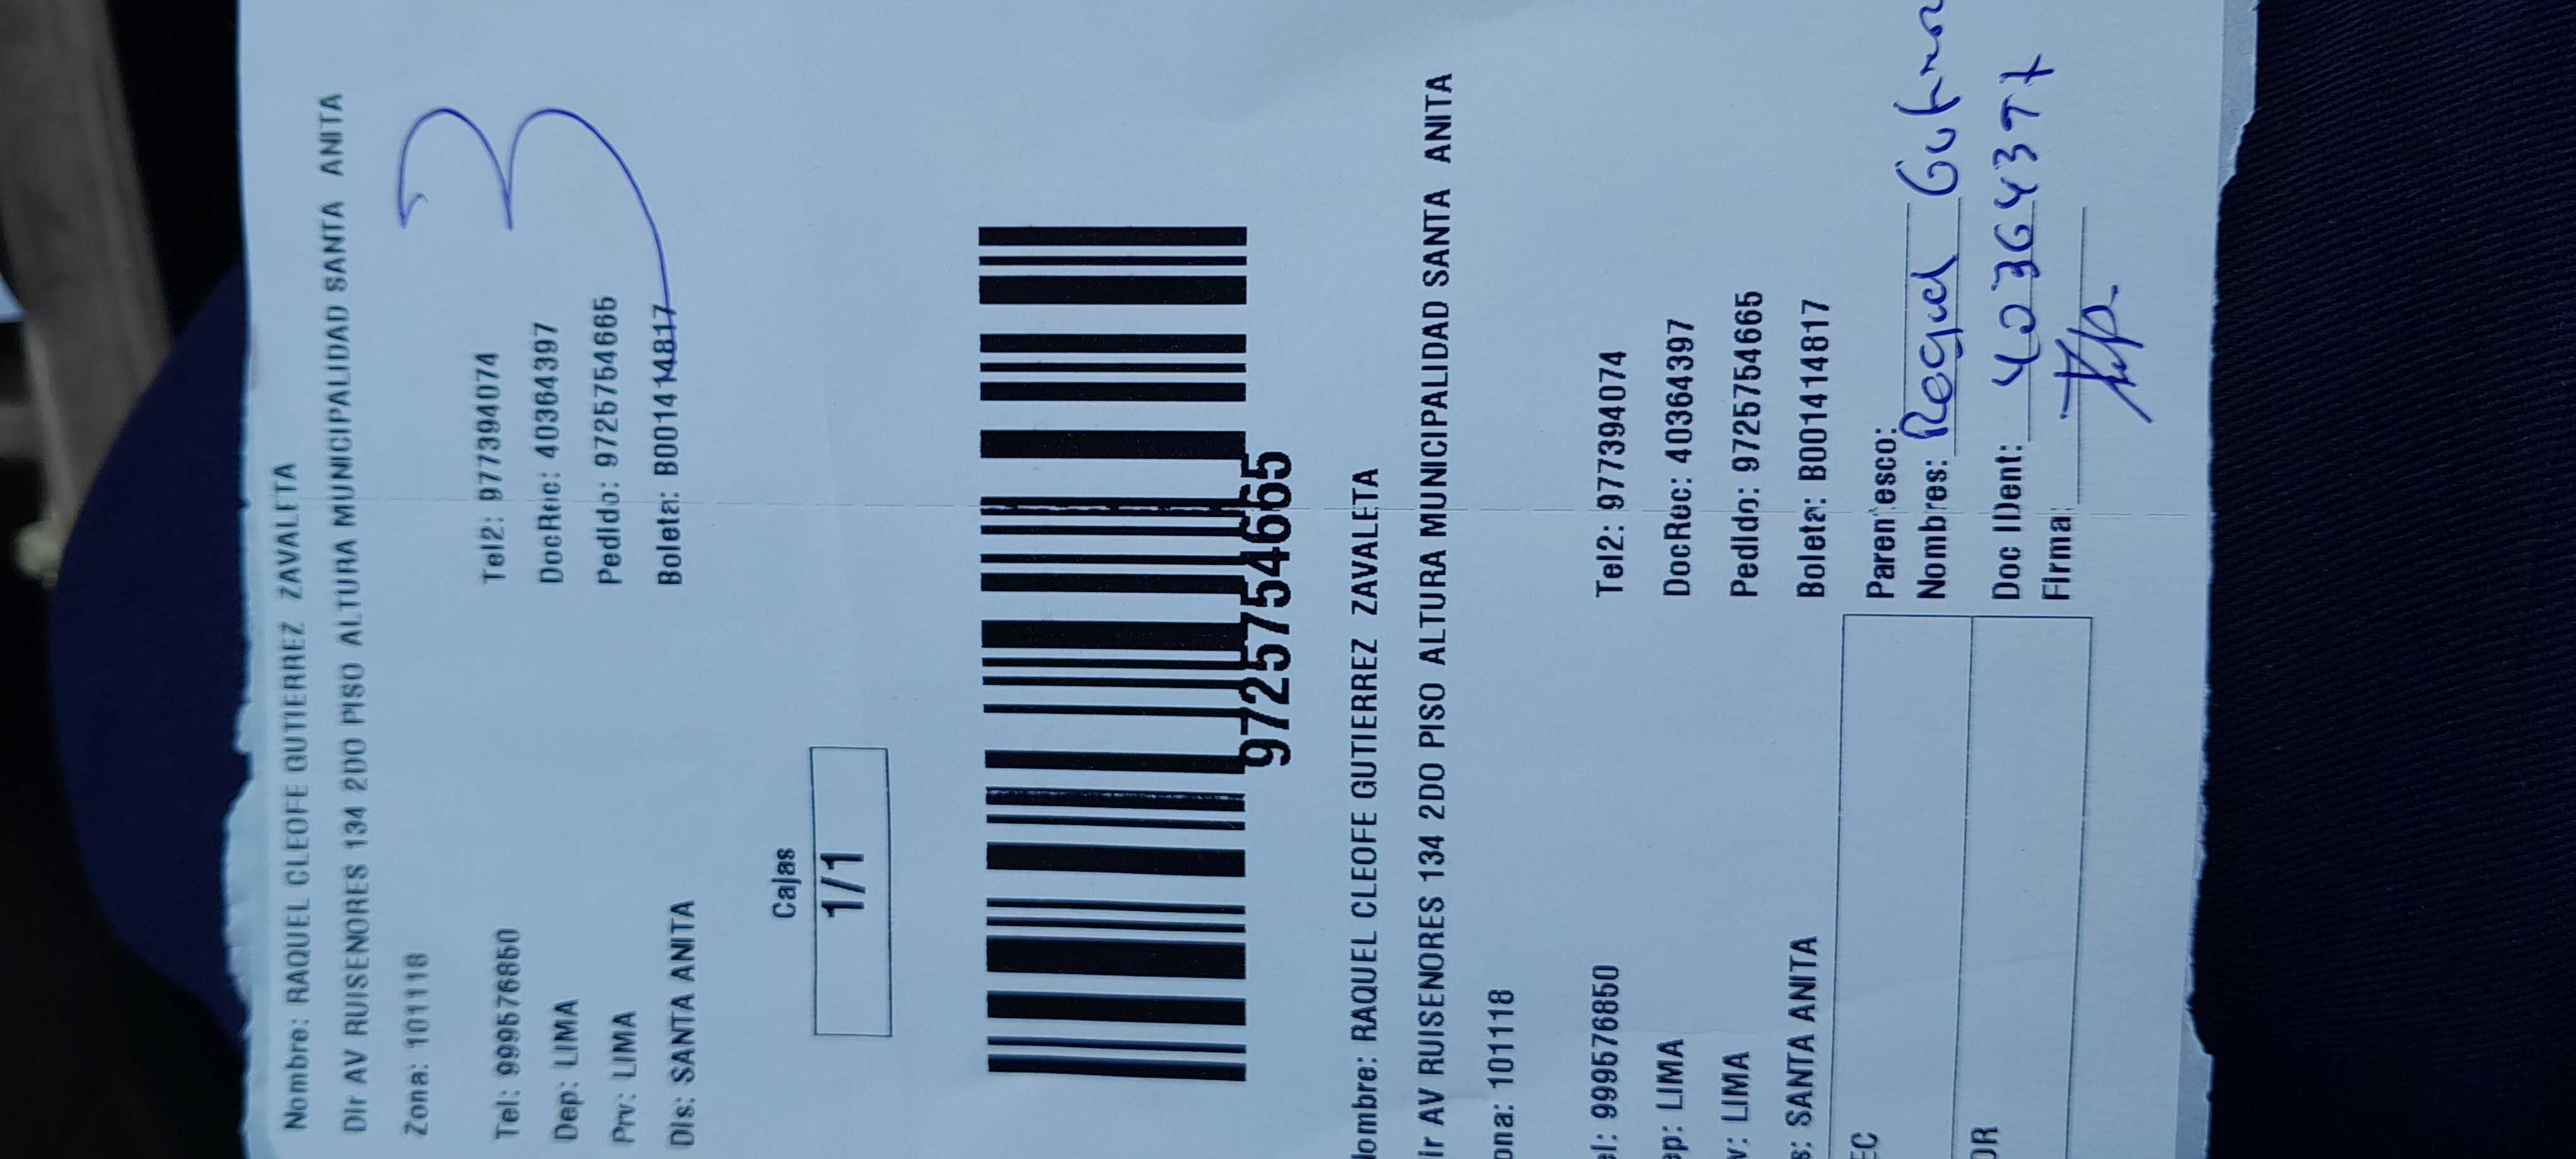 Nombre: RAQUEL CLEOFE GUTIERREZ ZAVALETA
Dir AV RUISENORES 134 2DO PISO ALTURA MUNICIPALIDAD SANTA ANITA
Zona: 101118
3
Tel: 999576850 Tel2: 977394074
Dep: LIMA DocRec: 40364397
Prv: LIMA Pedido: 9725754665
Dis: SANTA ANITA Boleta: B001414817
Cajas
1/1
9725754665
ombre: RAQUEL CLEOFE GUTIERREZ ZAVALETA
ir AV RUISENORES 134 2DO PISO ALTURA MUNICIPALIDAD SANTA ANITA
ona: 101118
el: 999576850 Tel2: 977394074
ep: LIMA DocRec: 40364397
v: LIMA Pedido: 9725754665
s: SANTA ANITA Boleta: B001414817
EC Parentesco:
Nombres: Raquel
OR Doc IDent: 40364397
Firma: